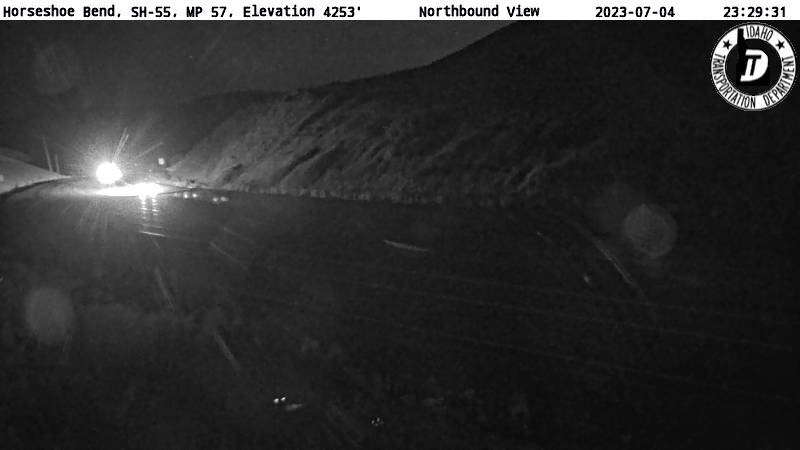 Horseshoe Bend, SH-55, MP 57, Elevation 4253' Northbound View 2023-07-04 23:29:31
IDAHO
TRANSPORTATION DEPARTMENT